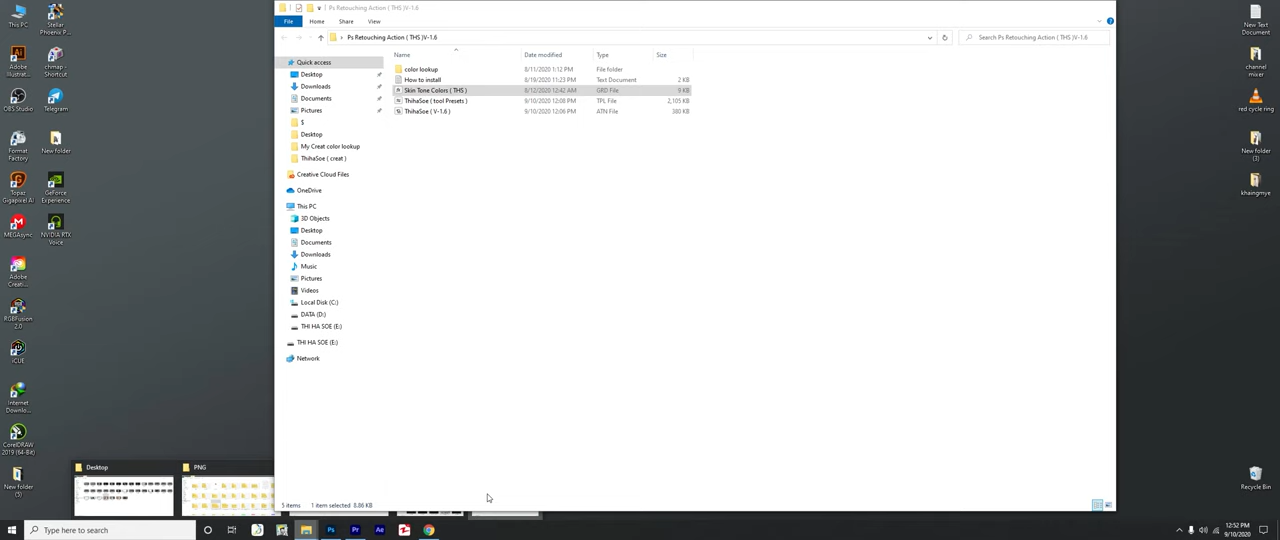 Ps Retouching Action ( THS )V-1.6
File
Home
Share
View
Ps Retouching Action ( THS )V-1.6
Search Ps Retouching Action ( THS )V-1.6
Name
Date modified
Type
Size
color lookup
8/11/2020 1:12 PM
File folder
How to install
8/19/2020 11:23 PM
Text Document
2 KB
Skin Tone Colors ( THS )
8/12/2020 12:42 AM
GRD File
9 KB
ThihaSoe ( tool Presets )
9/10/2020 12:08 PM
TPL File
2,105 KB
ThihaSoe ( V-1.6 )
9/10/2020 12:06 PM
ATN File
380 KB
Quick access
Desktop
Downloads
Documents
Pictures
$
Desktop
My Creat color lookup
ThihaSoe ( creat )
Creative Cloud Files
OneDrive
This PC
3D Objects
Desktop
Documents
Downloads
Music
Pictures
Videos
Local Disk (C:)
DATA (D:)
THI HA SOE (E:)
THI HA SOE (E:)
Network
5 items
1 item selected 8.86 KB
This PC
Stellar
Phoenix P...
Adobe
Illustrat...
chmap -
Shortcut
OBS Studio
Telegram
Format
Factory
New folder
Topaz
Gigapixel AI
GeForce
Experience
MEGAsync
NVIDIA RTX
Voice
Adobe
Creati...
RGBFusion
2.0
iCUE
Internet
Downlo...
CorelDRAW
2019 (64-Bit)
New folder
(5)
New Text
Document
channel
mixer
red cycle ring
New folder
(3)
khaingmye
Recycle Bin
Desktop
PNG
Type here to search
12:52 PM
9/10/2020